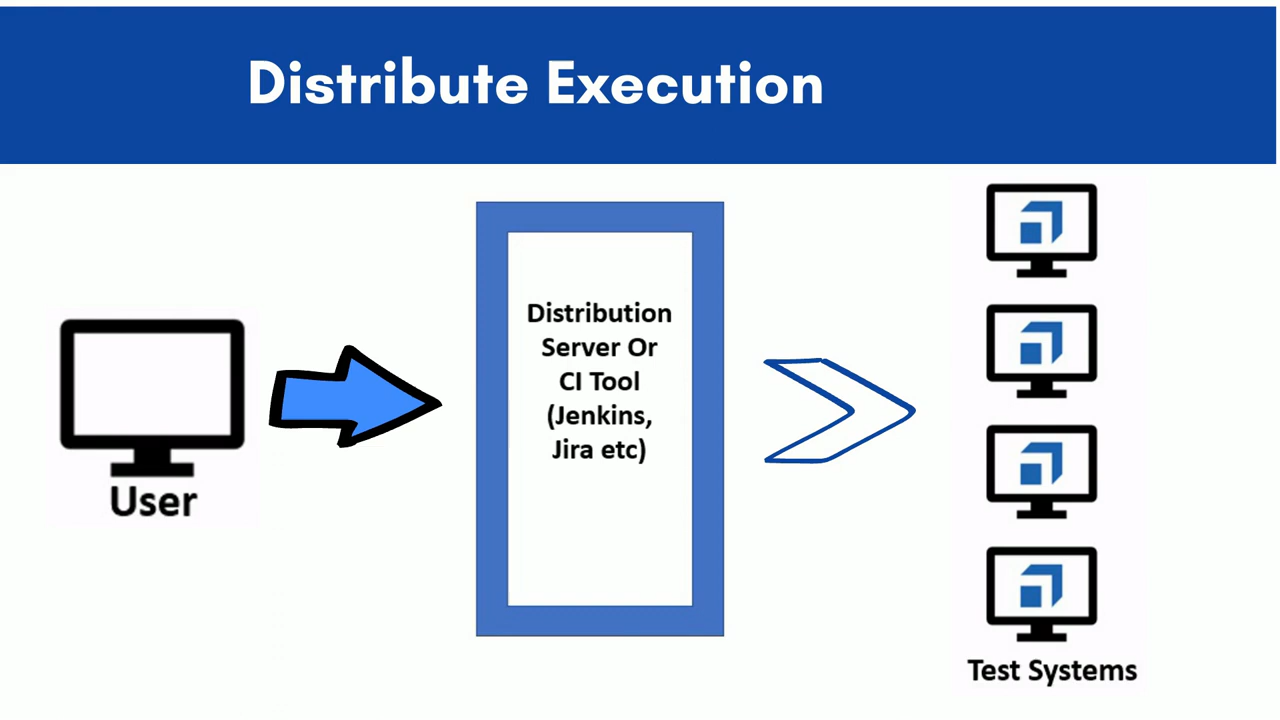 Distribute Execution
Distribution
Server Or
CI Tool
(Jenkins,
Jira etc)
User
Test Systems